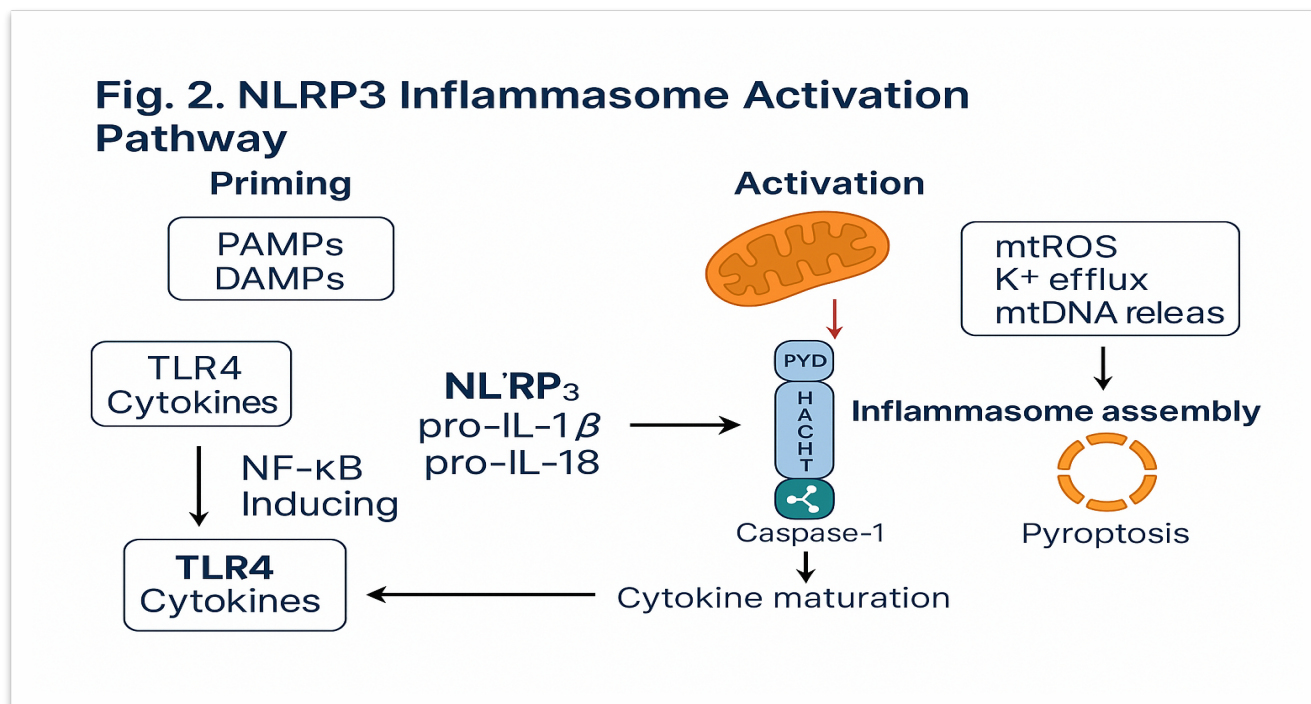 Fig. 2. NLRP3 Inflammasome Activation
Pathway
Priming
PAMPs
DAMPs
TLR4
Cytokines
NF-κB
Inducing
TLR4
Cytokines
NL'RP3
pro-IL-1β
pro-IL-18
Activation
PYD
H
A
C
H
T
Caspase-1
Cytokine maturation
mtROS
K+ efflux
mtDNA releas
Inflammasome assembly
Pyroptosis